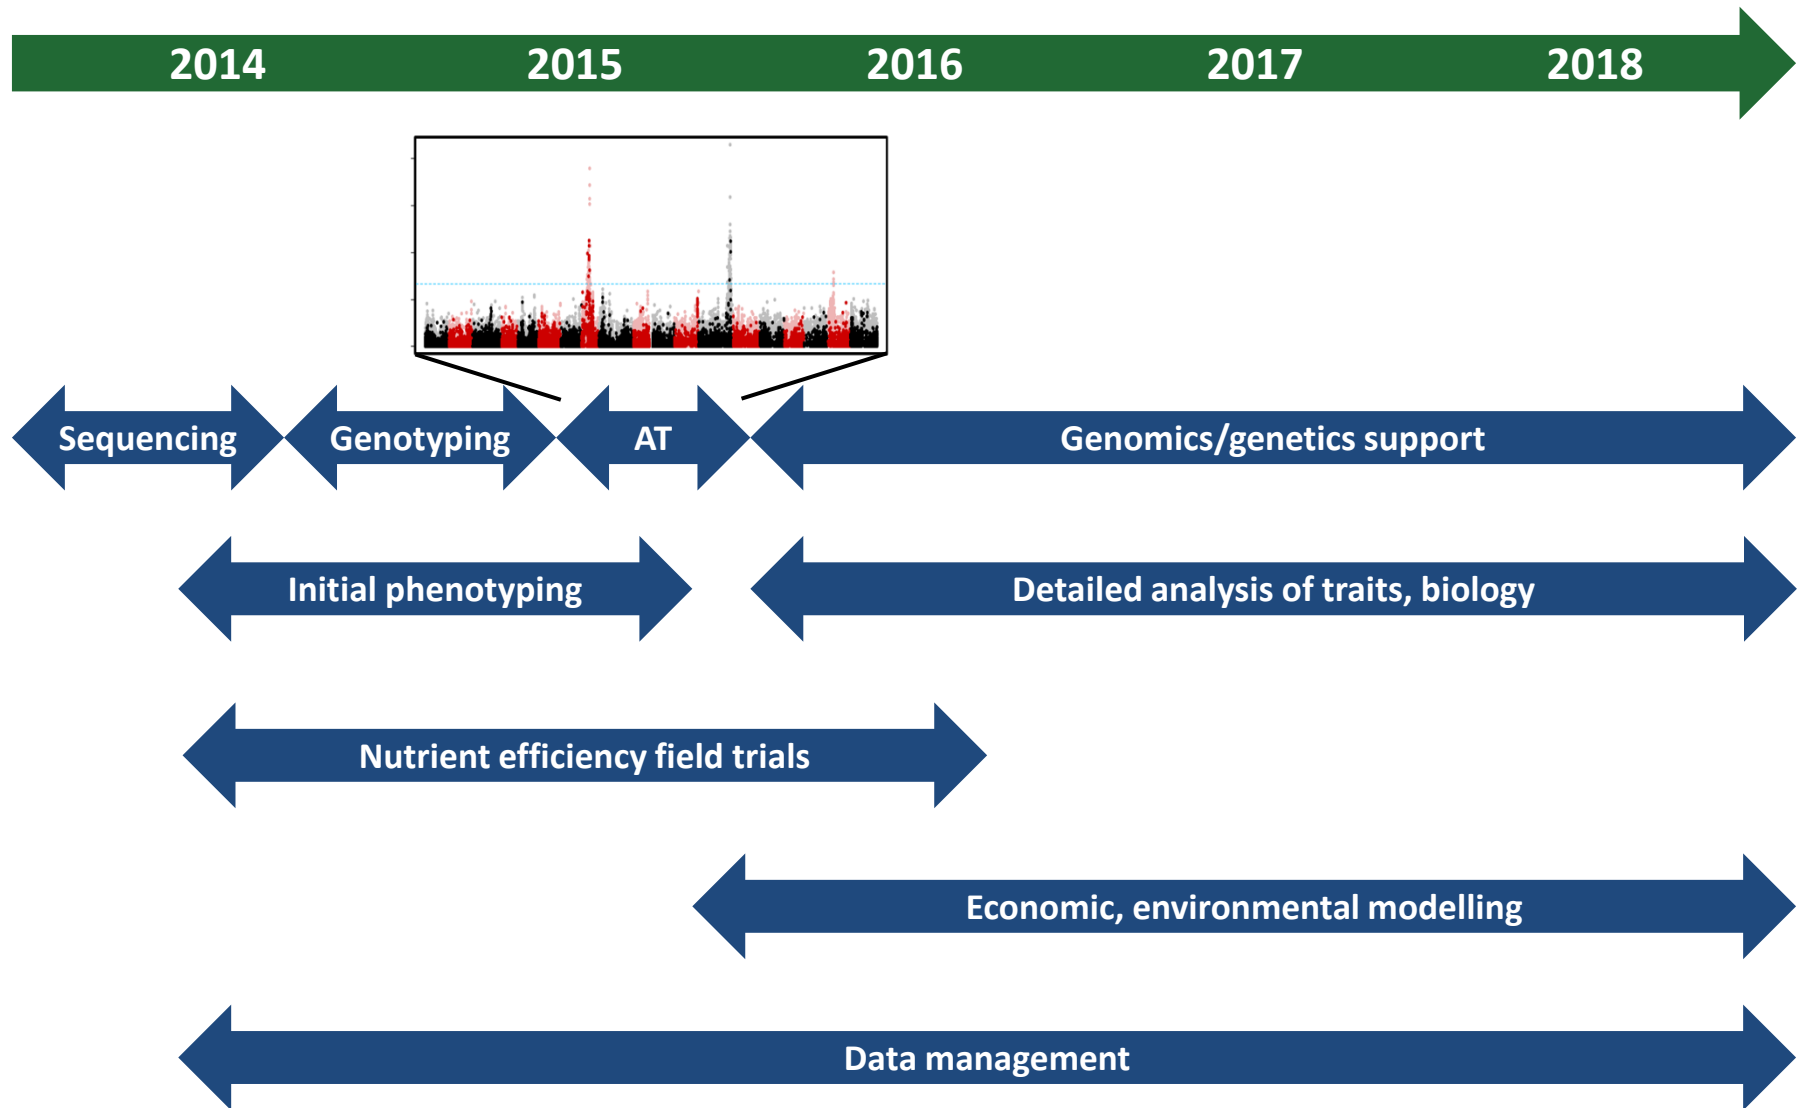 2014 2015 2016 2017 2018
Sequencing Genotyping AT Genomics/genetics support
Initial phenotyping Detailed analysis of traits, biology
Nutrient efficiency field trials
Economic, environmental modelling
Data management